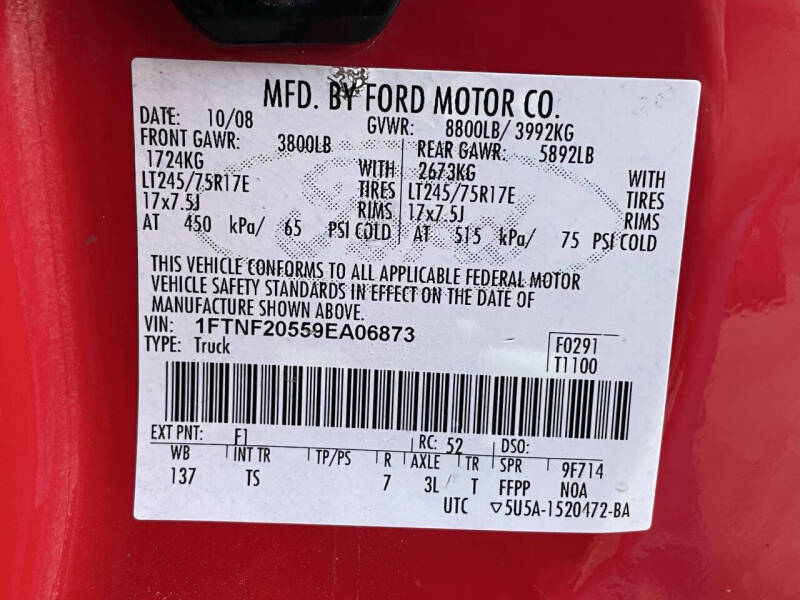 MFD. BY FORD MOTOR CO.
DATE: 10/08 GVWR: 8800LB/ 3992KG
FRONT GAWR: 3800LB REAR GAWR: 5892LB
1724KG WITH 2673KG WITH
LT245/75R17E TIRES LT245/75R17E TIRES
17x7.5J RIMS 17x7.5J RIMS
AT 450 kPa/ 65 PSI COLD AT 515 kPa/ 75 PSI COLD
THIS VEHICLE CONFORMS TO ALL APPLICABLE FEDERAL MOTOR
VEHICLE SAFETY STANDARDS IN EFFECT ON THE DATE OF
MANUFACTURE SHOWN ABOVE.
VIN: 1FTNF20559EA06873
TYPE: Truck
F0291
T1100
EXT PNT: F1 RC: 52 DSO:
WB INT TR TP/PS R AXLE TR SPR 9F714
137 TS 7 3L/ T FFPP NOA
UTC ▽5U5A-1520472-BA